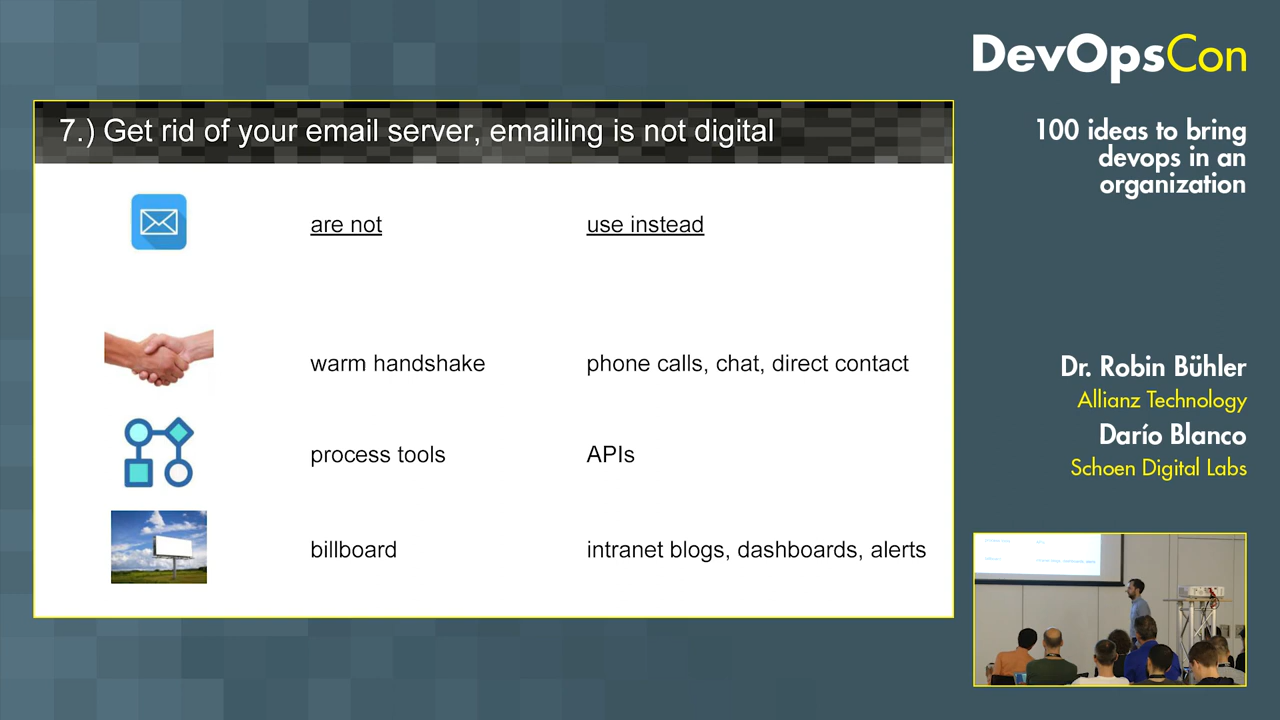 DevOpsCon
7.) Get rid of your email server, emailing is not digital
100 ideas to bring
devops in an
organization
are not
use instead
warm handshake
phone calls, chat, direct contact
process tools
APIs
billboard
intranet blogs, dashboards, alerts
Dr. Robin Bühler
Allianz Technology
Darío Blanco
Schoen Digital Labs